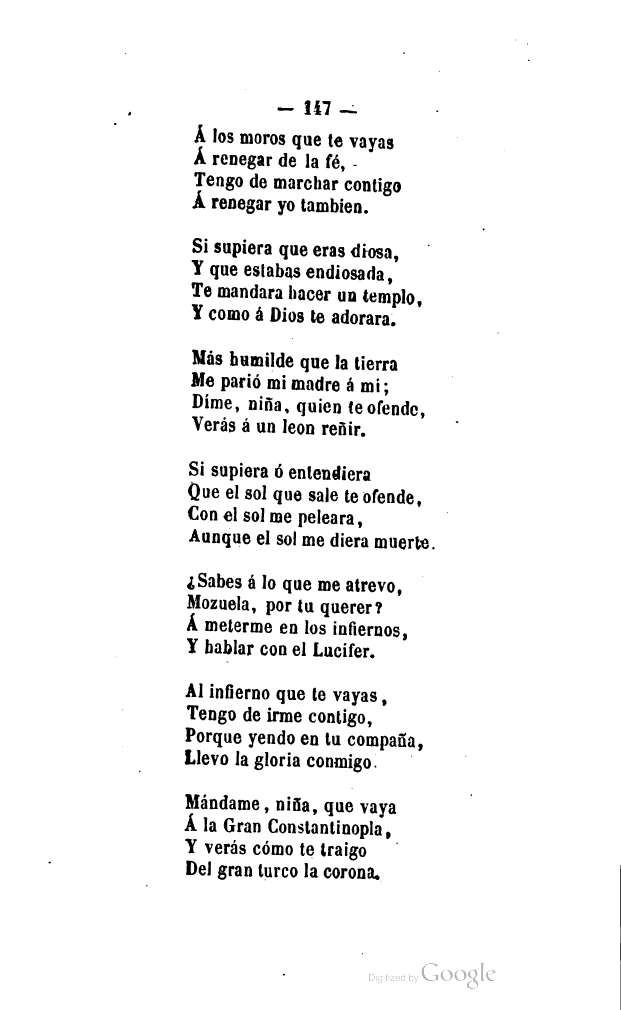 — 147 —
Á los moros que te vayas
Á renegar de la fé,
Tengo de marchar contigo
Á renegar yo tambien.
Si supiera que eras diosa,
Y que estabas endiosada,
Te mandara hacer un templo,
Y como á Dios te adorara.
Más humilde que la tierra
Me parió mi madre á mi;
Díme, niña, quien te ofende,
Verás á un leon reñir.
Si supiera ó entendiera
Que el sol que sale te ofende,
Con el sol me peleara,
Aunque el sol me diera muerte.
¿Sabes á lo que me atrevo,
Mozuela, por tu querer?
Á meterme en los infiernos,
Y hablar con el Lucifer.
Al infierno que te vayas,
Tengo de irme contigo,
Porque yendo en tu compaña,
Llevo la gloria conmigo.
Mándame, niña, que vaya
Á la Gran Constantinopla,
Y verás cómo te traigo
Del gran turco la corona.
Digitized by Google